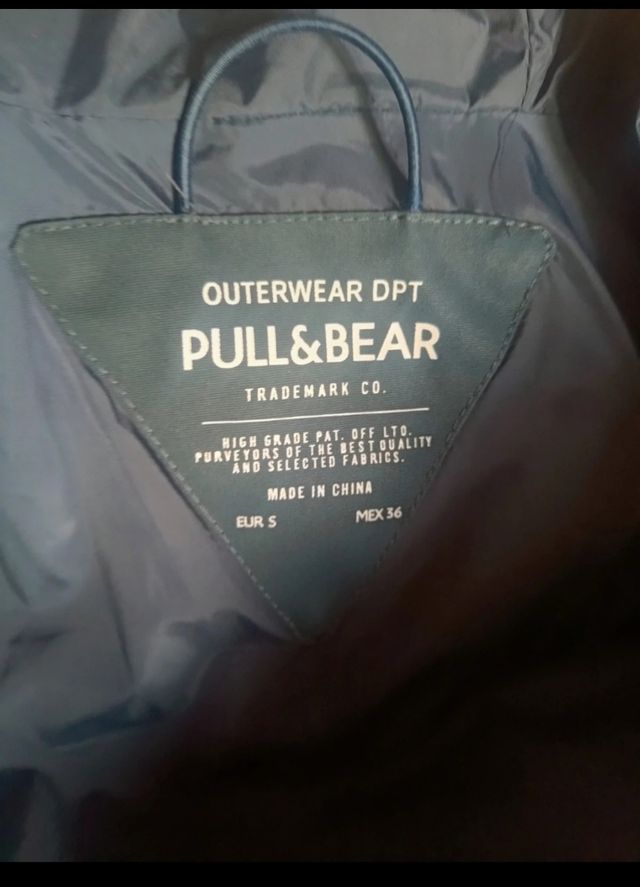 OUTERWEAR DPT
PULL&BEAR
TRADEMARK CO.
HIGH GRADE PAT. OFF LTD.
PURVEYORS OF THE BEST QUALITY
AND SELECTED FABRICS.
MADE IN CHINA
EUR S MEX 36